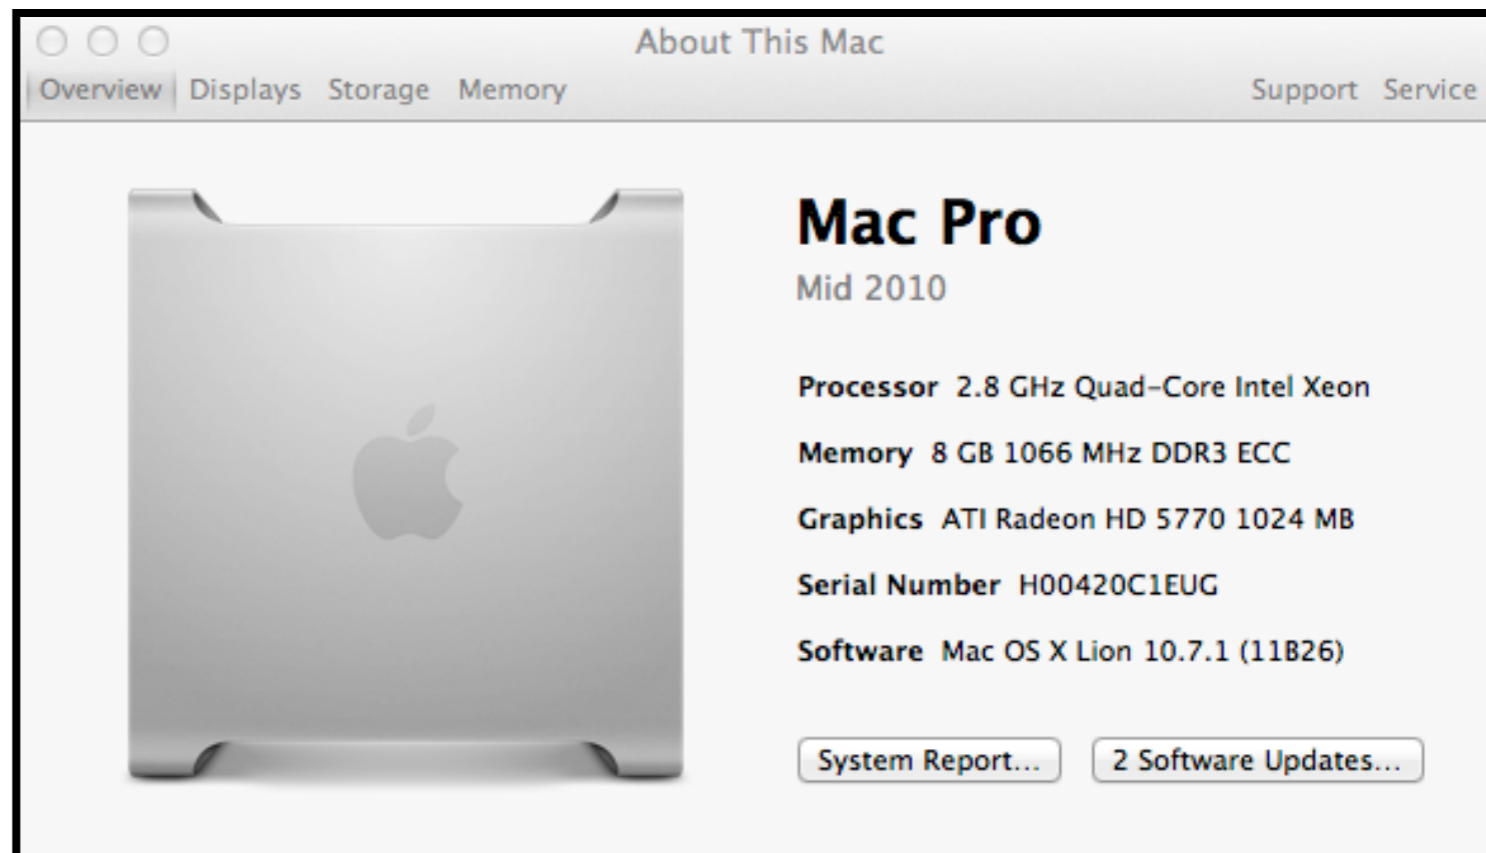 About This Mac
Overview Displays Storage Memory Support Service
Mac Pro
Mid 2010
Processor 2.8 GHz Quad-Core Intel Xeon
Memory 8 GB 1066 MHz DDR3 ECC
Graphics ATI Radeon HD 5770 1024 MB
Serial Number H00420C1EUG
Software Mac OS X Lion 10.7.1 (11B26)
System Report... 2 Software Updates...